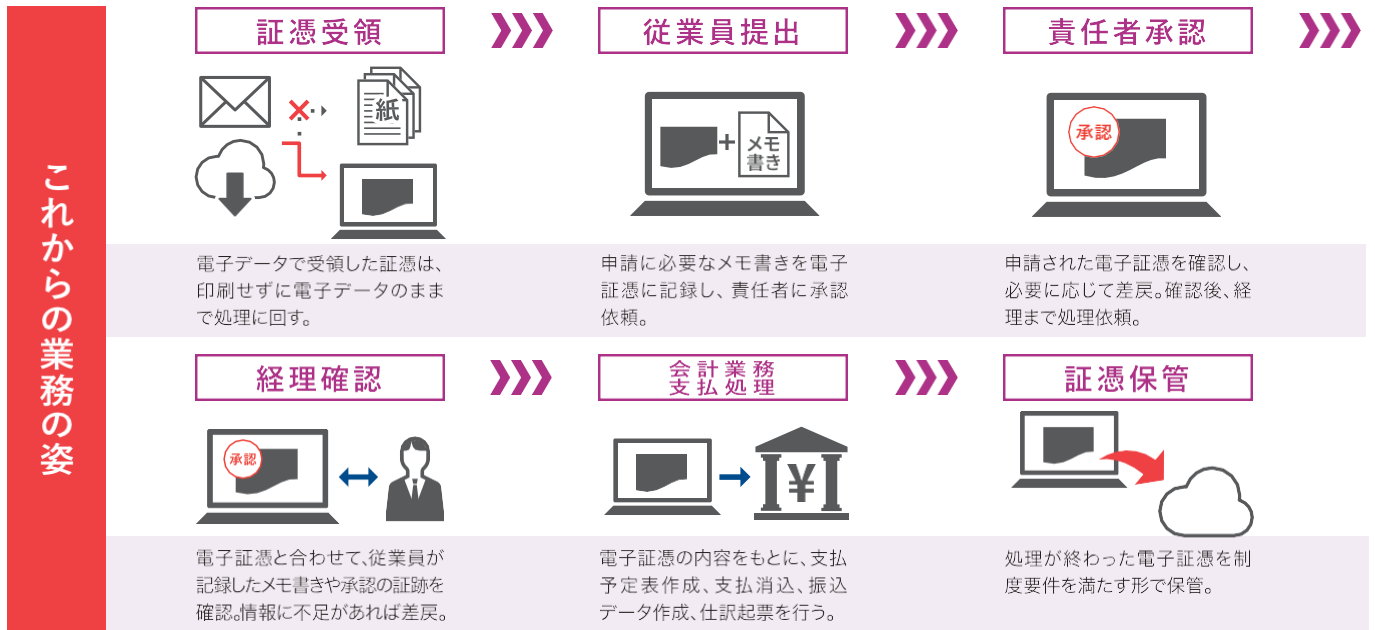 これからの業務の姿
証憑受領
紙
電子データで受領した証憑は、
印刷せずに電子データのまま
で処理に回す。
従業員提出
+
メモ
書き
申請に必要なメモ書きを電子
証憑に記録し、責任者に承認
依頼。
責任者承認
承認
申請された電子証憑を確認し、
必要に応じて差戻。確認後、経
理まで処理依頼。
経理確認
承認
電子証憑と合わせて、従業員が
記録したメモ書きや承認の証跡を
確認。情報に不足があれば差戻。
会計業務
支払処理
¥
電子証憑の内容をもとに、支払
予定表作成、支払消込、振込
データ作成、仕訳起票を行う。
証憑保管
処理が終わった電子証憑を制
度要件を満たす形で保管。